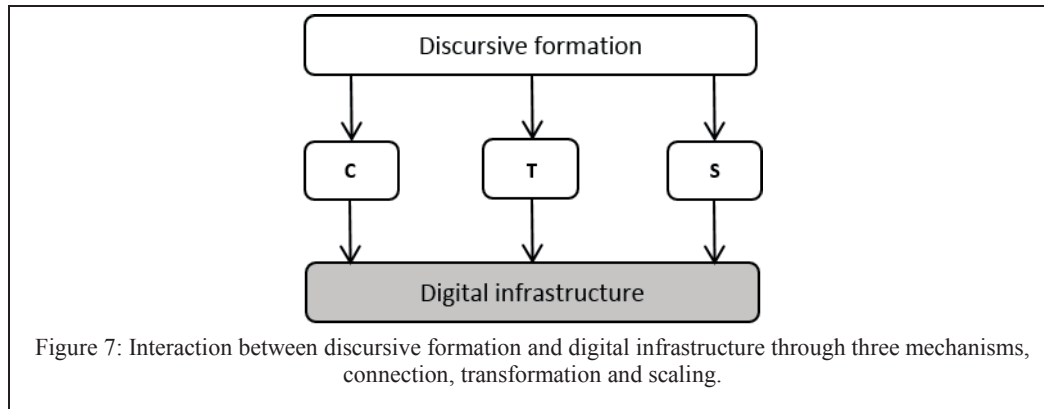 Discursive formation
C T S
Digital infrastructure
Figure 7: Interaction between discursive formation and digital infrastructure through three mechanisms,
connection, transformation and scaling.